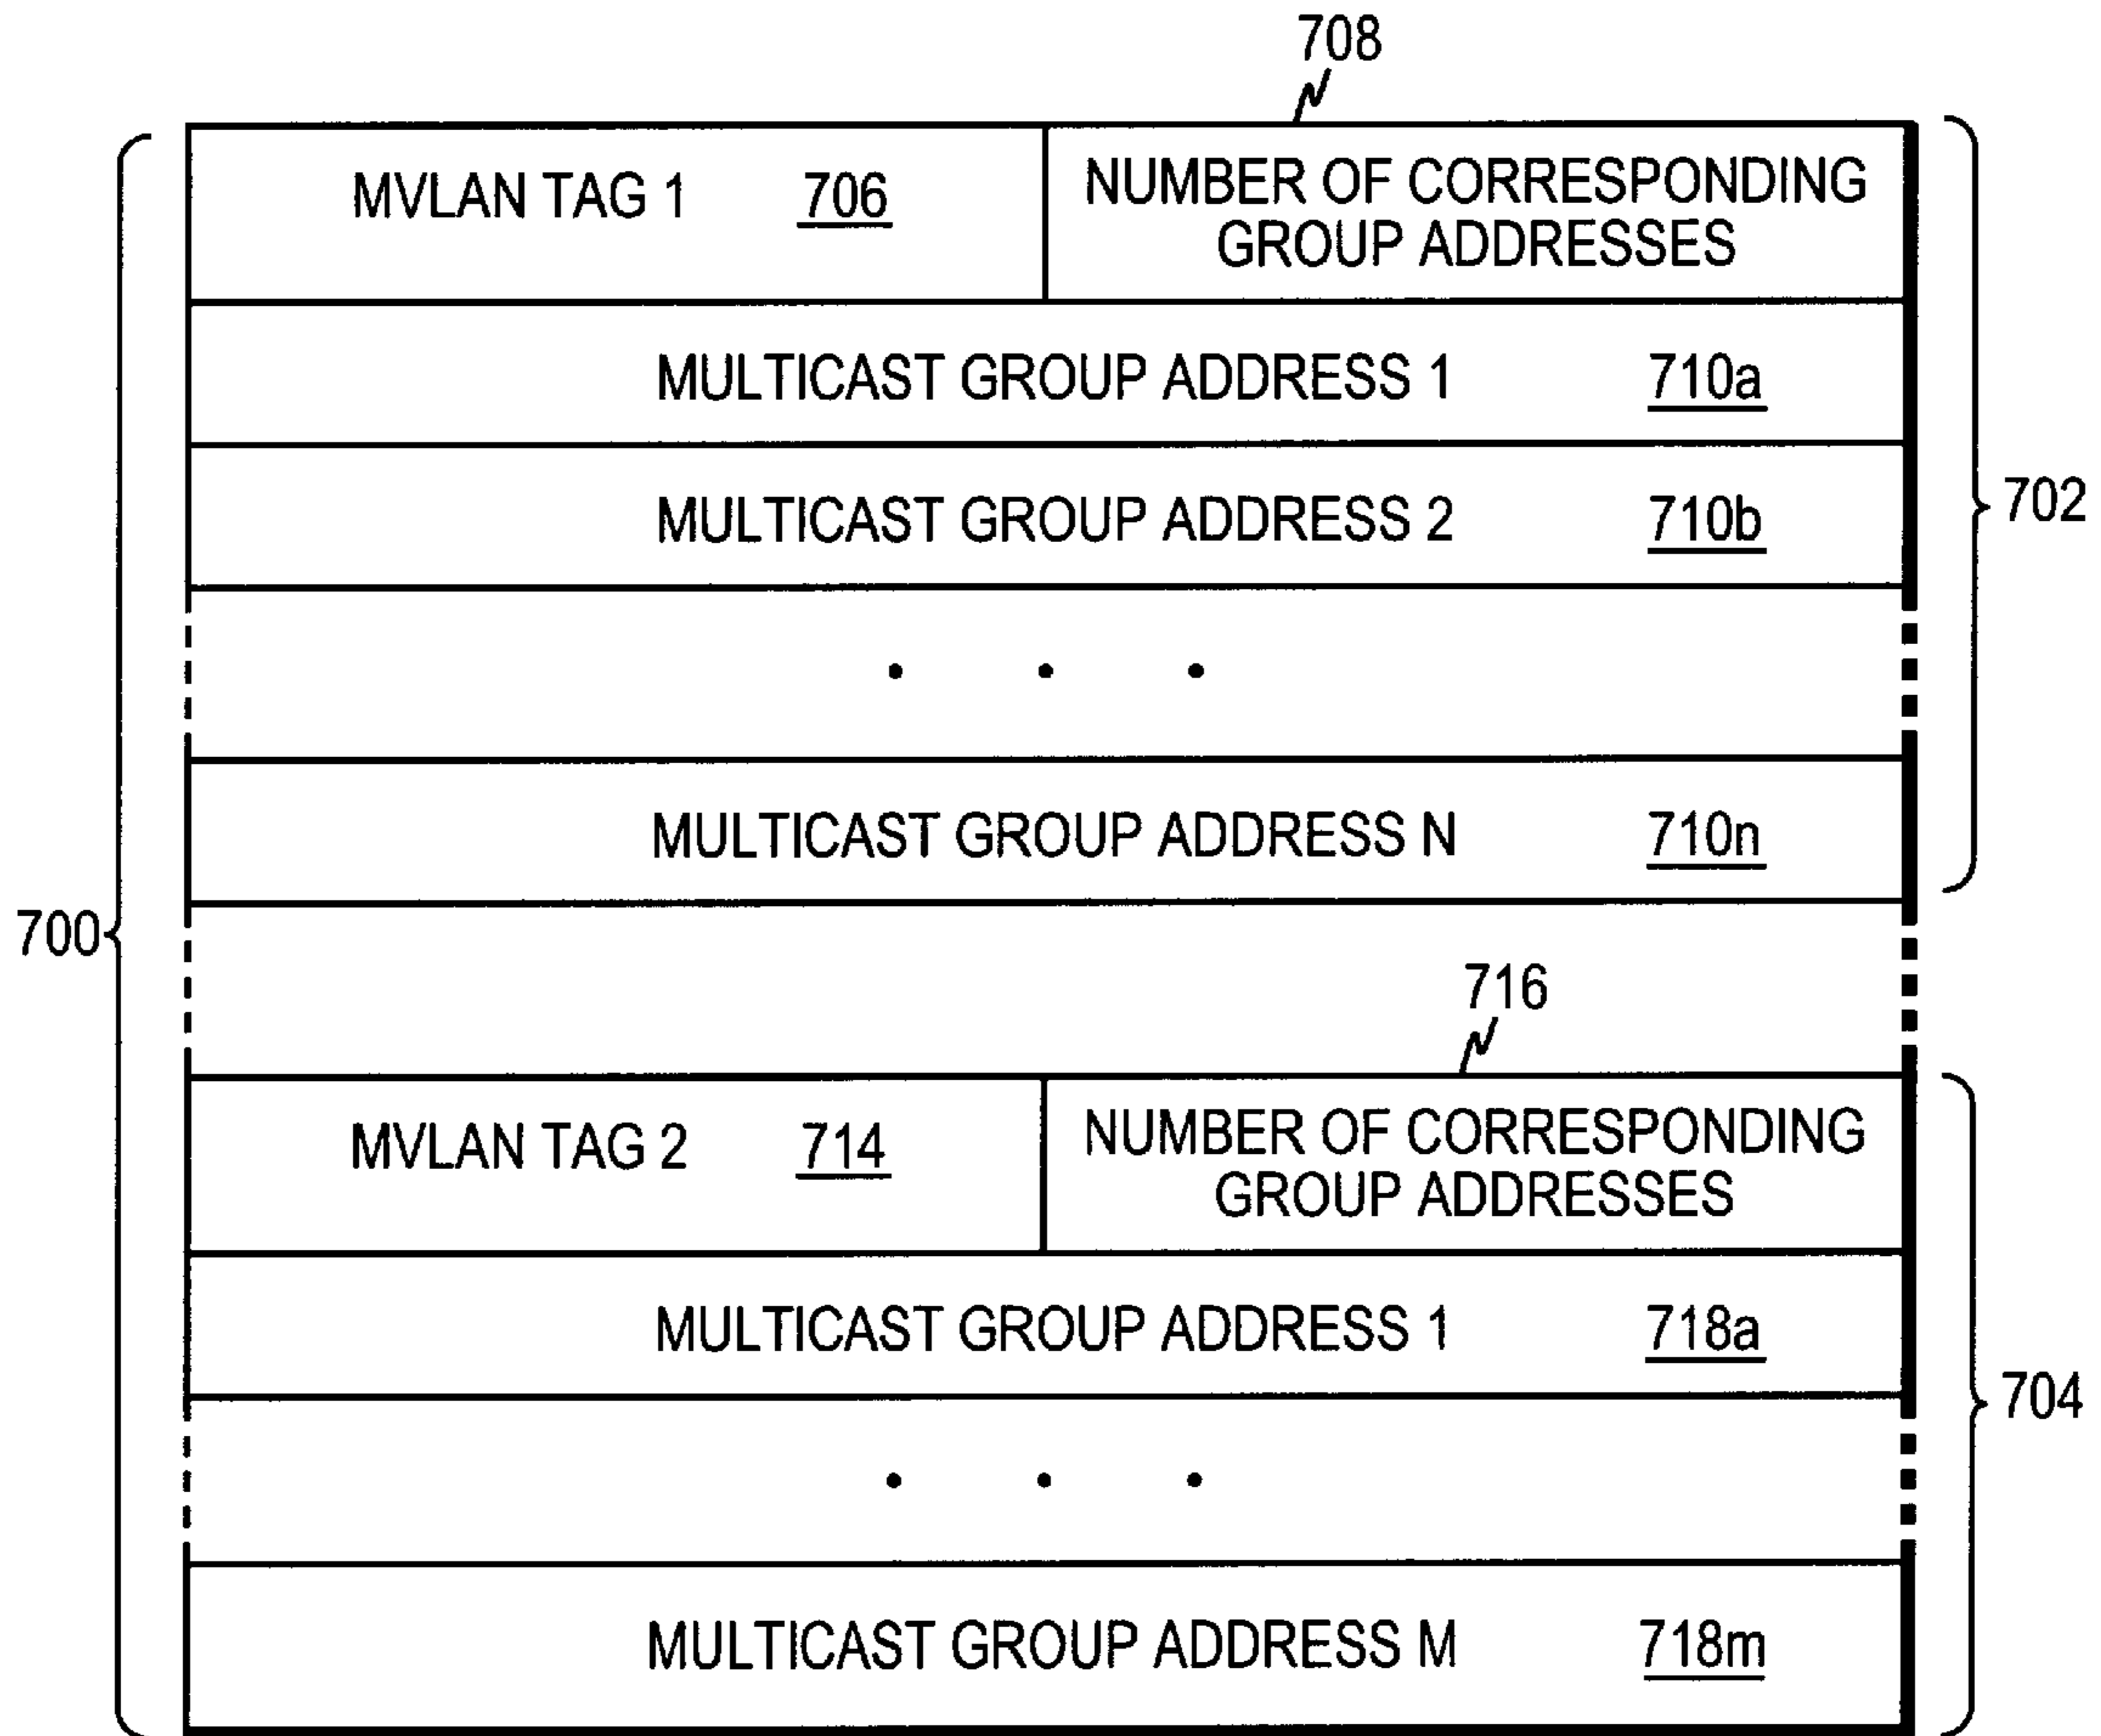 708
MVLAN TAG 1 706
NUMBER OF CORRESPONDING
GROUP ADDRESSES
MULTICAST GROUP ADDRESS 1 710a
MULTICAST GROUP ADDRESS 2 710b
702
MULTICAST GROUP ADDRESS N 710n
700
716
MVLAN TAG 2 714
NUMBER OF CORRESPONDING
GROUP ADDRESSES
MULTICAST GROUP ADDRESS 1 718a
704
MULTICAST GROUP ADDRESS M 718m